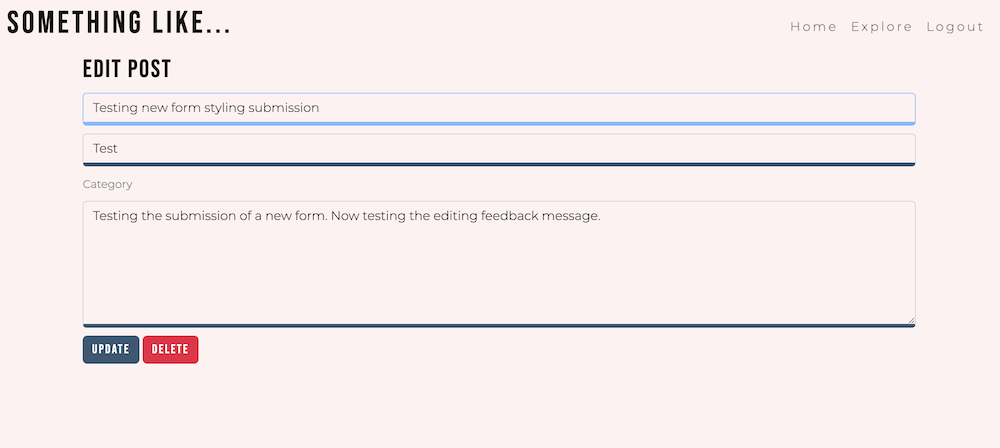 SOMETHING LIKE...
Home Explore Logout
EDIT POST
Testing new form styling submission
Test
Category
Testing the submission of a new form. Now testing the editing feedback message.
UPDATE DELETE